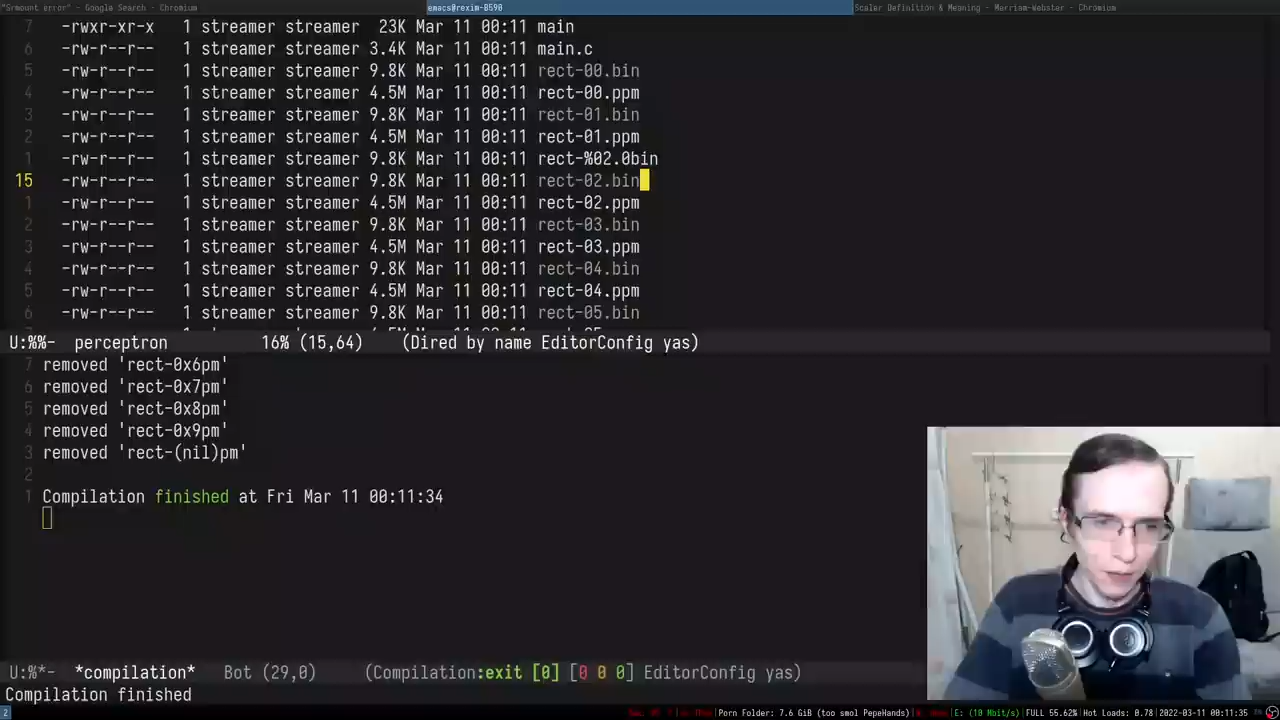 "Srmount error" - Google Search - Chromium
emacs@rexim-B590
Scalar Definition & Meaning - Merriam-Webster - Chromium
7 -rwxr-xr-x 1 streamer streamer 23K Mar 11 00:11 main
6 -rw-r--r-- 1 streamer streamer 3.4K Mar 11 00:11 main.c
5 -rw-r--r-- 1 streamer streamer 9.8K Mar 11 00:11 rect-00.bin
4 -rw-r--r-- 1 streamer streamer 4.5M Mar 11 00:11 rect-00.ppm
3 -rw-r--r-- 1 streamer streamer 9.8K Mar 11 00:11 rect-01.bin
2 -rw-r--r-- 1 streamer streamer 4.5M Mar 11 00:11 rect-01.ppm
1 -rw-r--r-- 1 streamer streamer 9.8K Mar 11 00:11 rect-%02.0bin
15 -rw-r--r-- 1 streamer streamer 9.8K Mar 11 00:11 rect-02.bin
1 -rw-r--r-- 1 streamer streamer 4.5M Mar 11 00:11 rect-02.ppm
2 -rw-r--r-- 1 streamer streamer 9.8K Mar 11 00:11 rect-03.bin
3 -rw-r--r-- 1 streamer streamer 4.5M Mar 11 00:11 rect-03.ppm
4 -rw-r--r-- 1 streamer streamer 9.8K Mar 11 00:11 rect-04.bin
5 -rw-r--r-- 1 streamer streamer 4.5M Mar 11 00:11 rect-04.ppm
6 -rw-r--r-- 1 streamer streamer 9.8K Mar 11 00:11 rect-05.bin
U:%%- perceptron 16% (15,64) (Dired by name EditorConfig yas)
7 removed 'rect-0x6pm'
6 removed 'rect-0x7pm'
5 removed 'rect-0x8pm'
4 removed 'rect-0x9pm'
3 removed 'rect-(nil)pm'
2
1 Compilation finished at Fri Mar 11 00:11:34
U:%*- *compilation* Bot (29,0) (Compilation:exit [0] [0 0 0] EditorConfig yas)
Compilation finished
2
Porn Folder: 7.6 GiB (too smol PepeHands)
E: (10 Mbit/s)|FULL 55.62%|Hot Loads: 0.78|2022-03-11 00:11:35